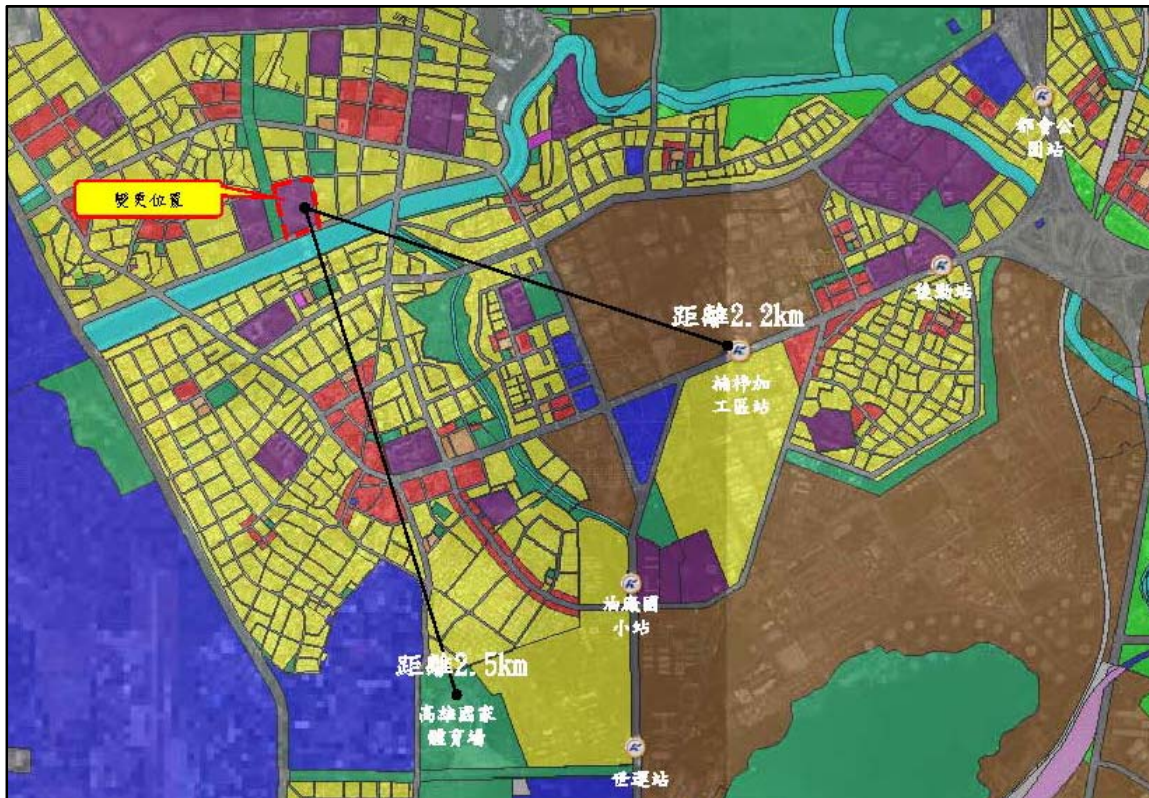 都會公
園站
變更位置
後勁站
距離2.2km
楠梓加
工區站
油廠國
小站
距離2.5km
高雄國家
體育場
世運站